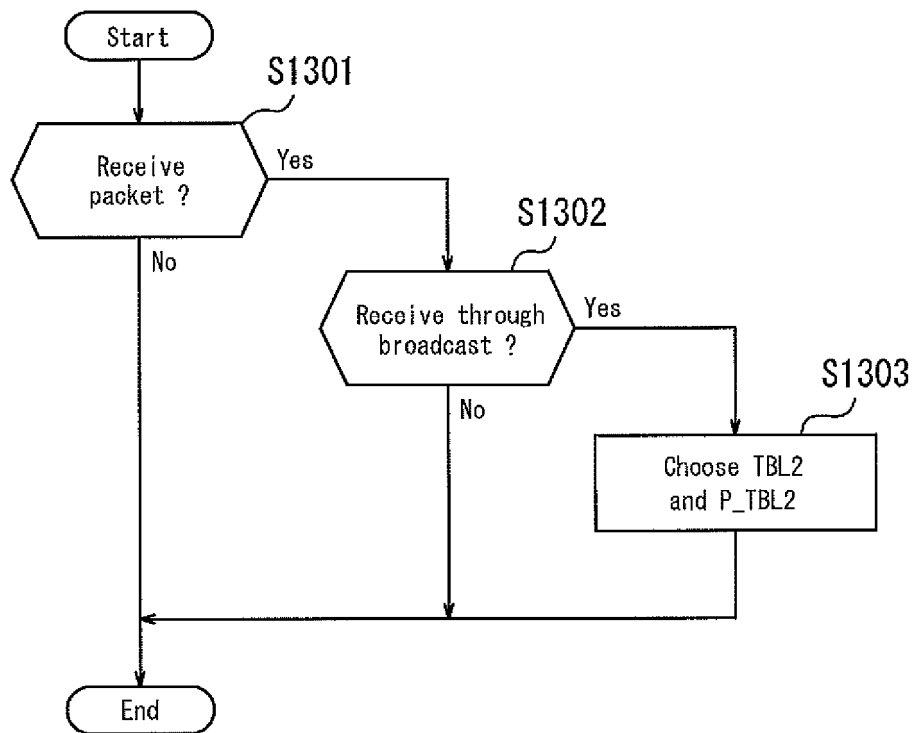 Start
S1301
Receive
packet ?
Yes
No
S1302
Receive through
broadcast ?
Yes
No
S1303
Choose TBL2
and P_TBL2
End